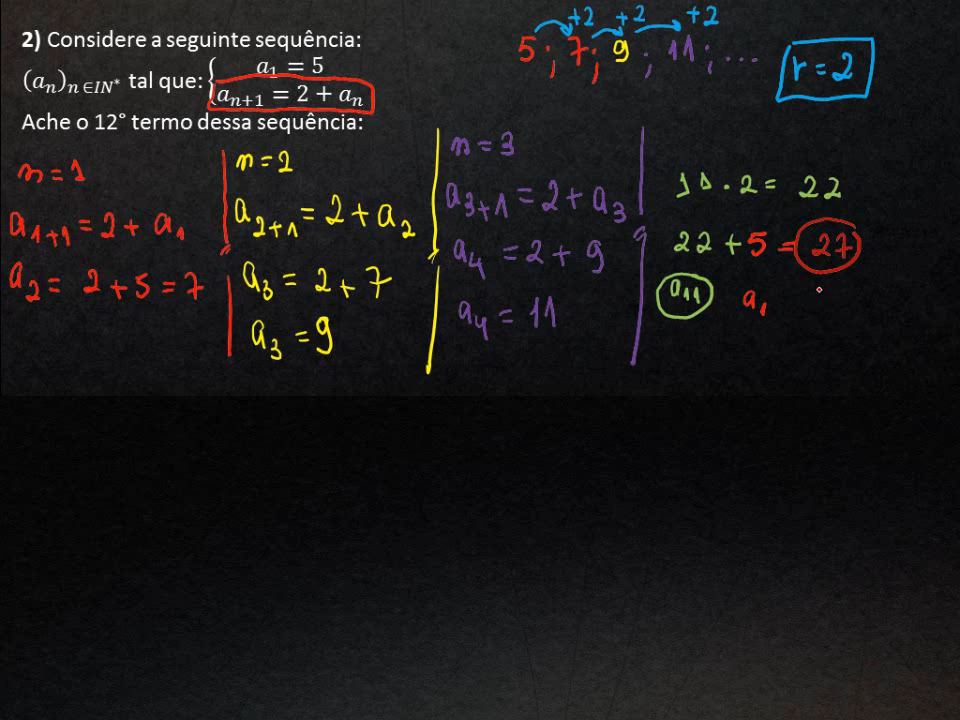 2) Considere a seguinte sequência:
(aₙ)ₙ ∈ IN* tal que: { a₁ = 5
aₙ₊₁ = 2 + aₙ
Ache o 12° termo dessa sequência:
+2 +2 +2
5 ; 7 ; 9 ; 11 ; ...
r = 2
n = 1
a₁₊₁ = 2 + a₁
a₂ = 2 + 5 = 7
n = 2
a₂₊₁ = 2 + a₂
a₃ = 2 + 7
a₃ = 9
n = 3
a₃₊₁ = 2 + a₃
a₄ = 2 + 9
a₄ = 11
11 . 2 = 22
22 + 5 = 27
a₁₁ a₁